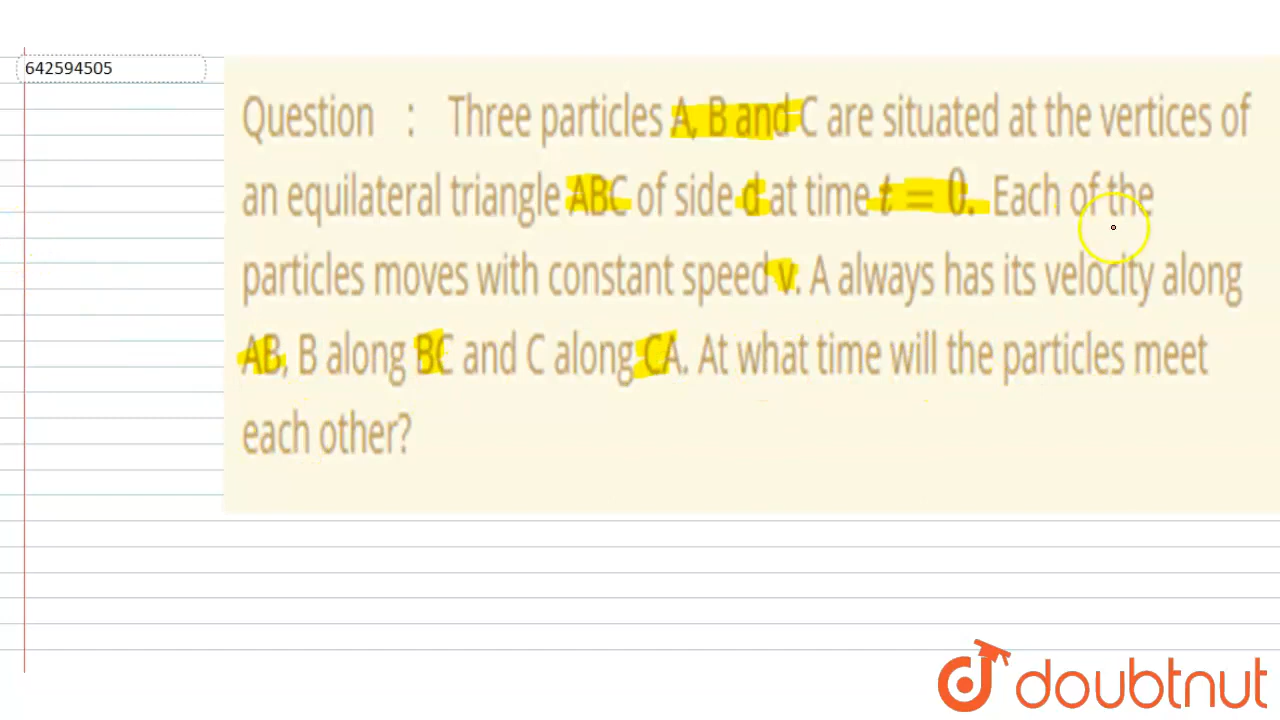 642594505
Question : Three particles A, B and C are situated at the vertices of
an equilateral triangle ABC of side d at time t = 0. Each of the
particles moves with constant speed v. A always has its velocity along
AB, B along BC and C along CA. At what time will the particles meet
each other?
doubtnut